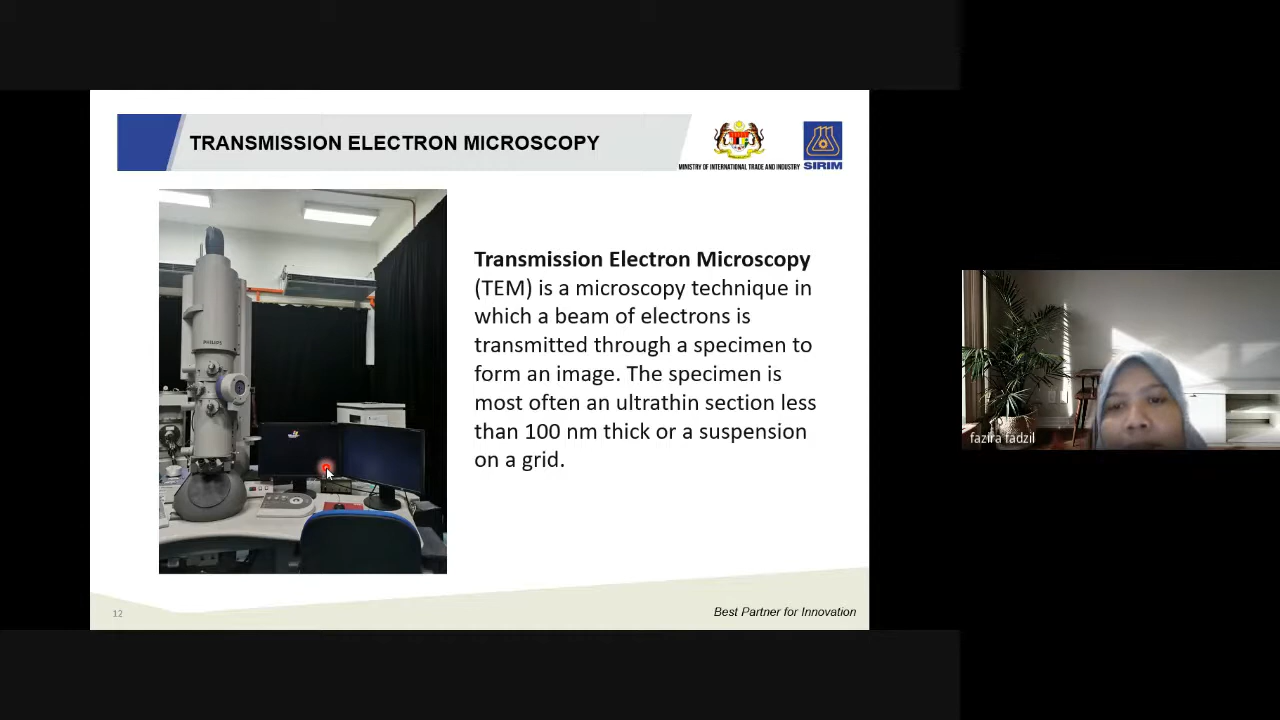 TRANSMISSION ELECTRON MICROSCOPY
MINISTRY OF INTERNATIONAL TRADE AND INDUSTRY
SIRIM
PHILIPS
Transmission Electron Microscopy
(TEM) is a microscopy technique in
which a beam of electrons is
transmitted through a specimen to
form an image. The specimen is
most often an ultrathin section less
than 100 nm thick or a suspension
on a grid.
fazira fadzil
12
Best Partner for Innovation